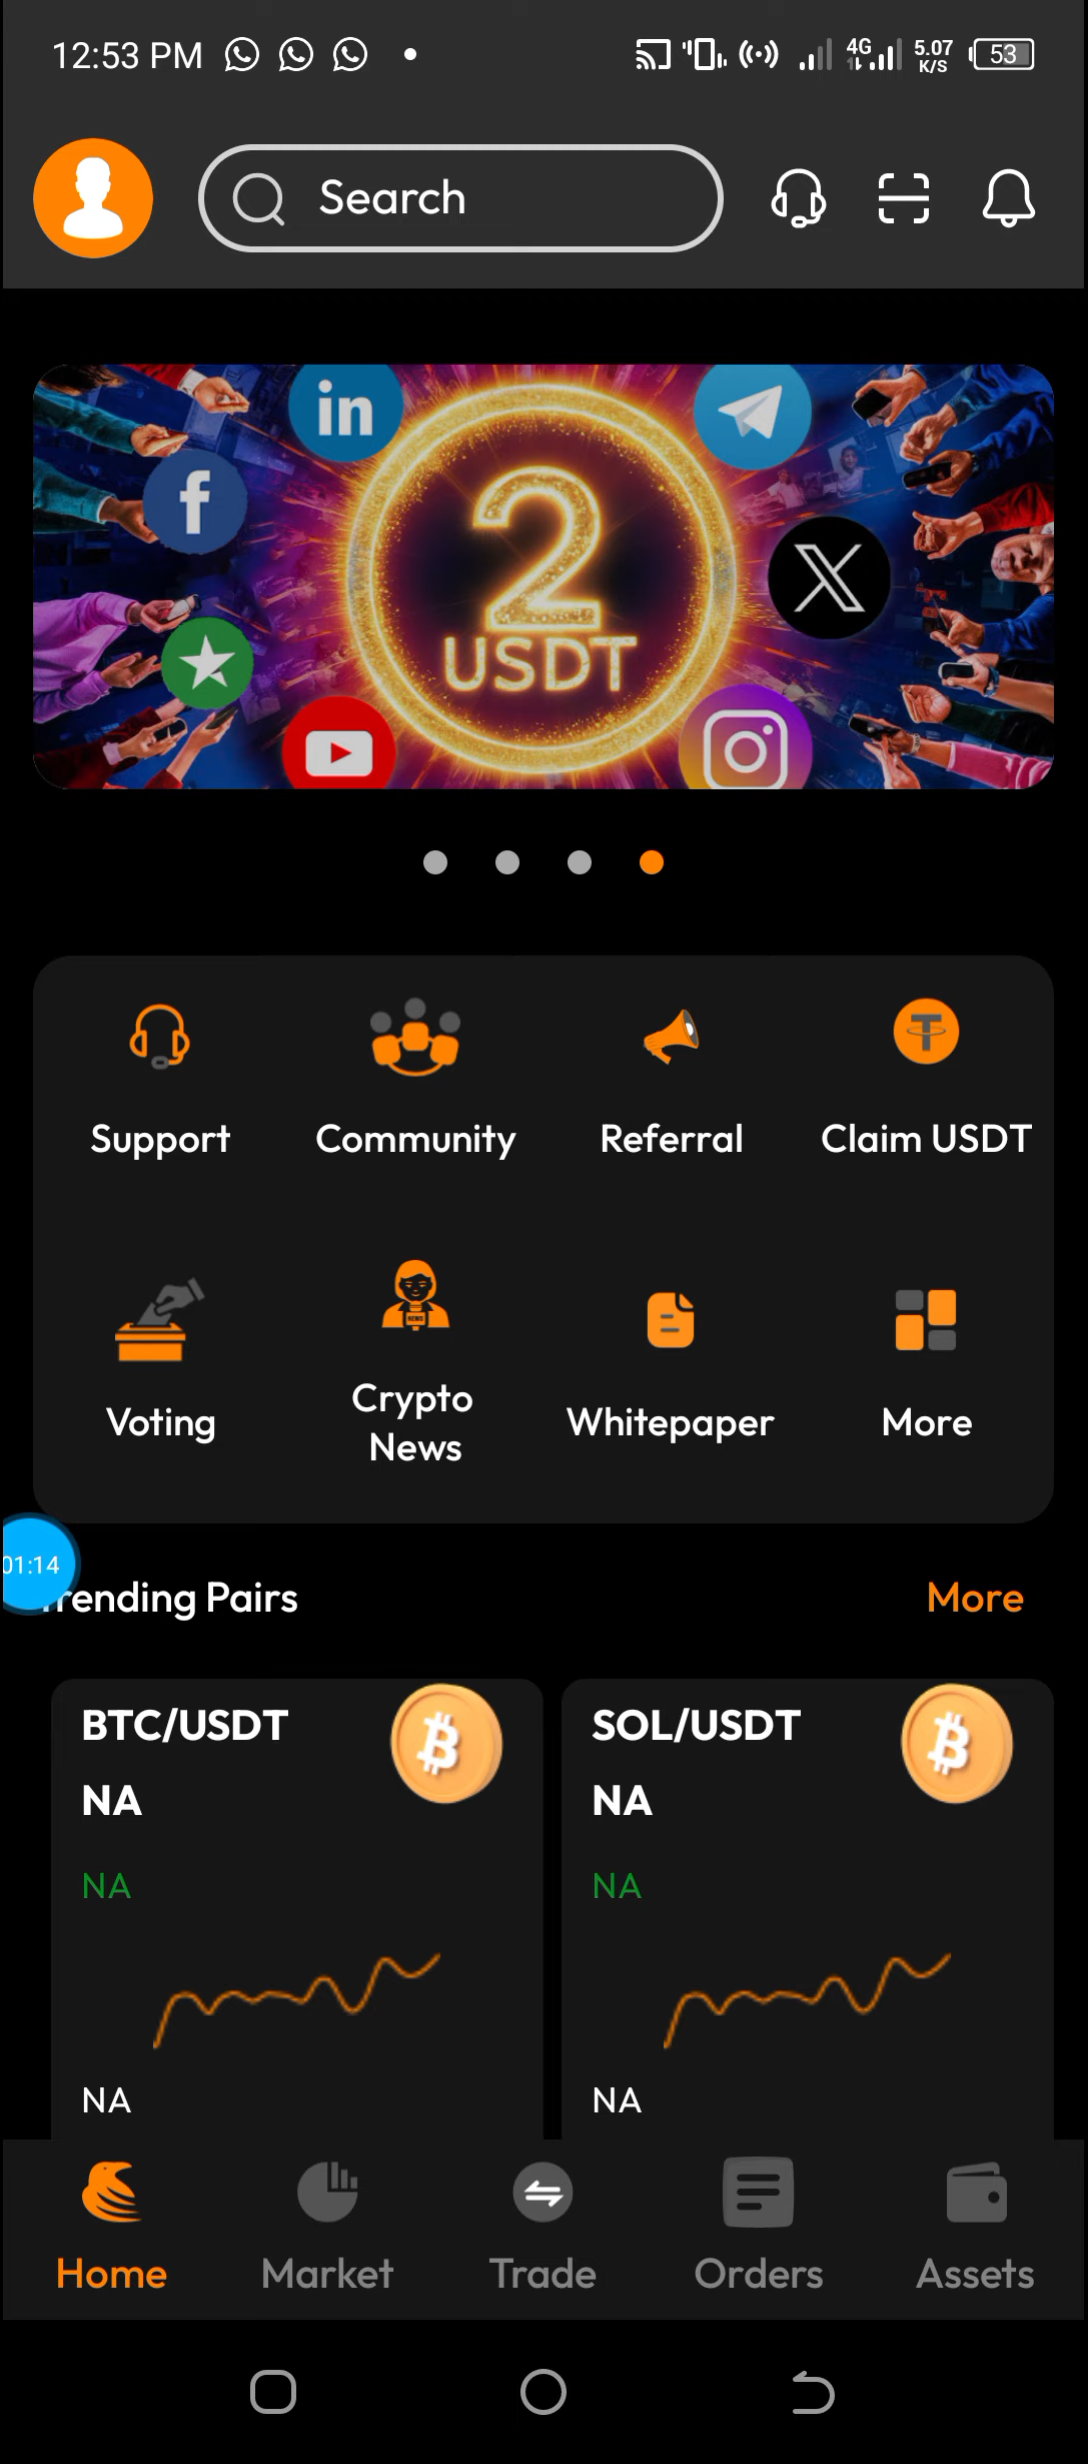 12:53 PM
4G
5.07
K/S
53
Search
in
f
2
USDT
Support
Community
Referral
Claim USDT
NEWS
Voting
Crypto
News
Whitepaper
More
01:14
rending Pairs
More
BTC/USDT
SOL/USDT
NA
NA
NA
NA
NA
NA
Home
Market
Trade
Orders
Assets